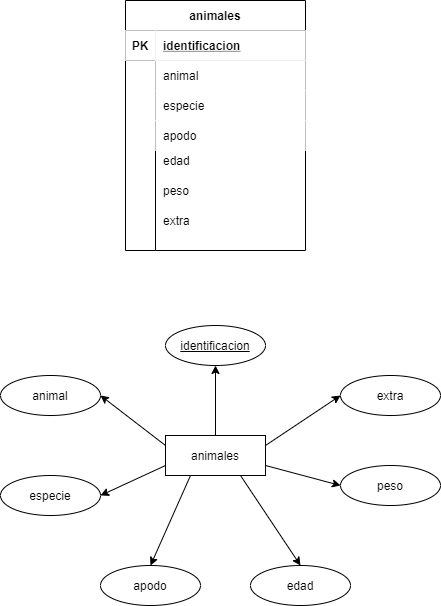 animales
PK identificacion
animal
especie
apodo
edad
peso
extra
identificacion
animal
extra
animales
especie
peso
apodo
edad